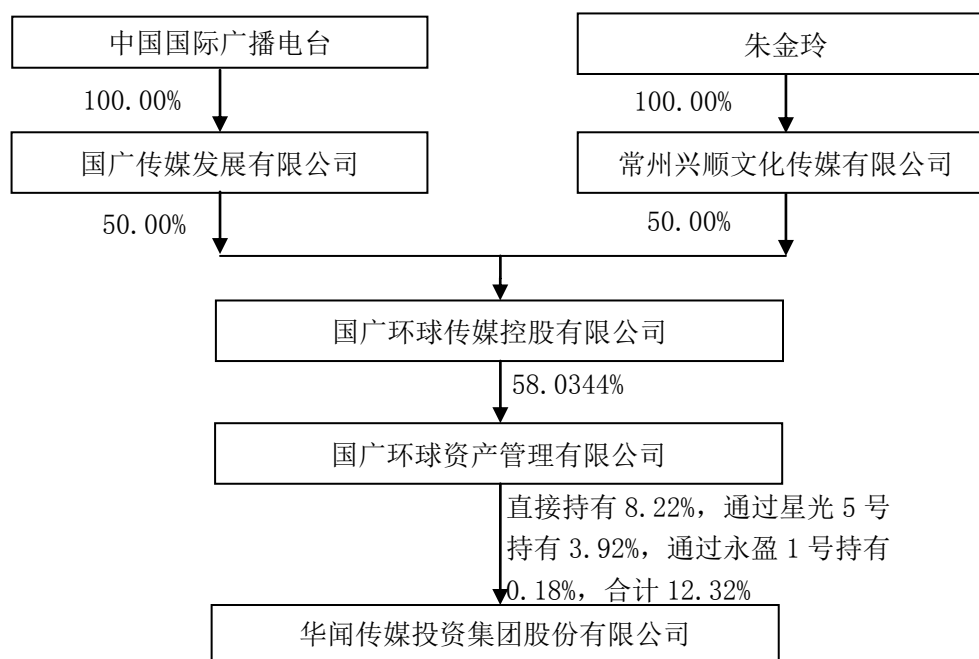 中国国际广播电台
朱金玲
100.00%
100.00%
国广传媒发展有限公司
常州兴顺文化传媒有限公司
50.00%
50.00%
国广环球传媒控股有限公司
58.0344%
国广环球资产管理有限公司
直接持有 8.22%，通过星光 5 号
持有 3.92%，通过永盈 1 号持有
0.18%，合计 12.32%
华闻传媒投资集团股份有限公司